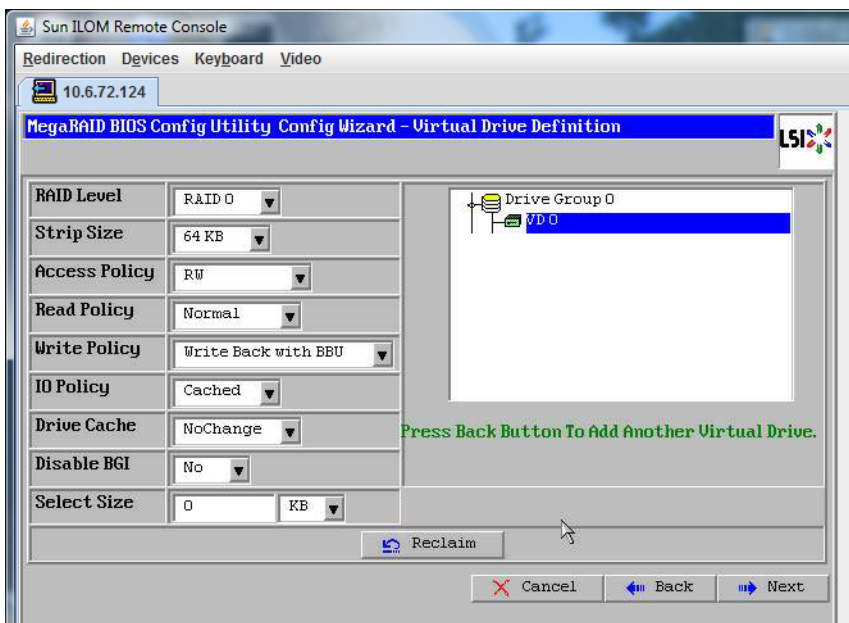 Sun ILOM Remote Console
Redirection Devices Keyboard Video
10.6.72.124
MegaRAID BIOS Config Utility Config Wizard - Virtual Drive Definition
LSI
RAID Level RAID 0
Strip Size 64 KB
Access Policy RW
Read Policy Normal
Write Policy Write Back with BBU
IO Policy Cached
Drive Cache NoChange
Disable BGI No
Select Size 0 KB
Drive Group 0
VD 0
Press Back Button To Add Another Virtual Drive.
Reclaim
Cancel Back Next